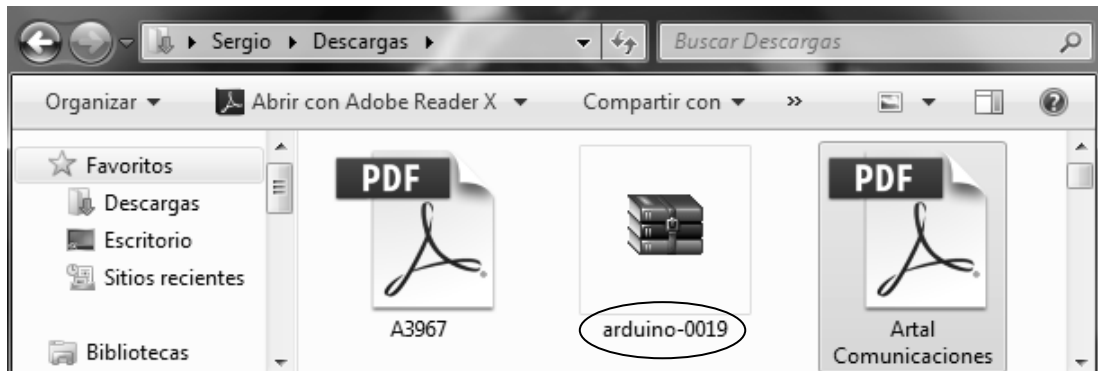 Sergio Descargas Buscar Descargas
Organizar Abrir con Adobe Reader X Compartir con »
Favoritos
Descargas
Escritorio
Sitios recientes
Bibliotecas
PDF
A3967
arduino-0019
PDF
Artal
Comunicaciones